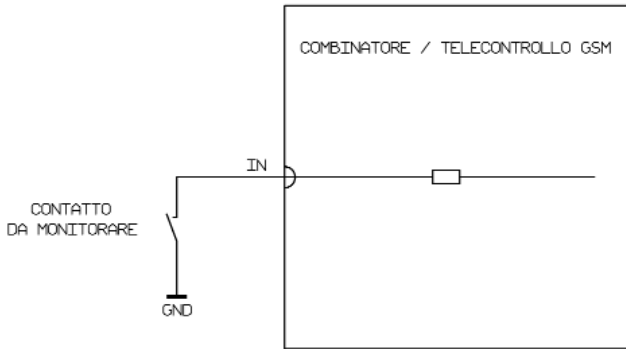 COMBINATORE / TELECONTROLLO GSM
IN
CONTATTO
DA MONITORARE
GND